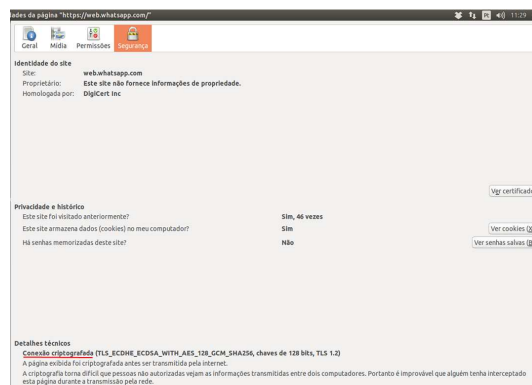 ades da página "https://web.whatsapp.com/"
Pt 11:29
Geral Mídia Permissões Segurança
Identidade do site
Site: web.whatsapp.com
Proprietário: Este site não fornece informações de propriedade.
Homologada por: DigiCert Inc
Ver certificado
Privacidade e histórico
Este site foi visitado anteriormente? Sim, 46 vezes
Este site armazena dados (cookies) no meu computador? Sim Ver cookies (X
Há senhas memorizadas deste site? Não Ver senhas salvas (B
Detalhes técnicos
Conexão criptografada (TLS_ECDHE_ECDSA_WITH_AES_128_GCM_SHA256, chaves de 128 bits, TLS 1.2)
A página exibida foi criptografada antes ser transmitida pela internet.
A criptografia torna difícil que pessoas não autorizadas vejam as informações transmitidas entre dois computadores. Portanto é improvável que alguém tenha interceptado
esta página durante a transmissão pela rede.